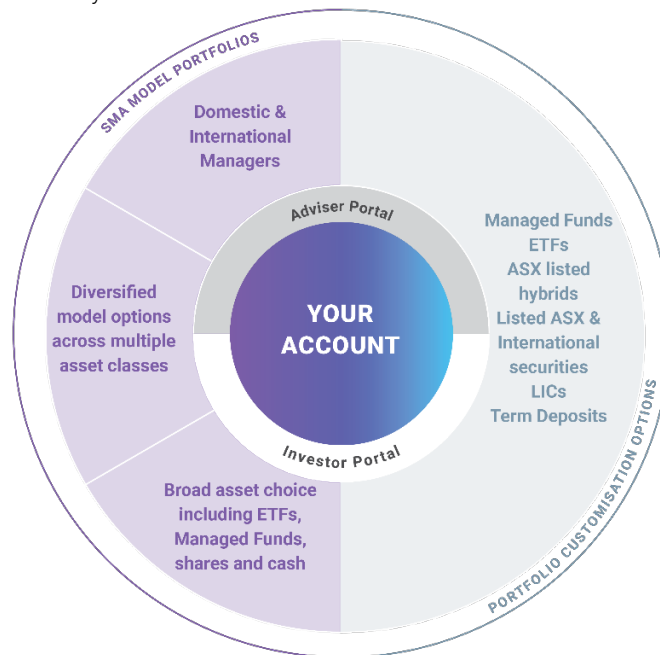 SMA MODEL PORTFOLIOS
Domestic &
International
Managers
Adviser Portal
Managed Funds
ETFs
ASX listed
hybrids
Listed ASX &
International
securities
LICs
Term Deposits
Diversified
model options
across multiple
asset classes
YOUR
ACCOUNT
Investor Portal
Broad asset choice
including ETFs,
Managed Funds,
shares and cash
PORTFOLIO CUSTOMISATION OPTIONS